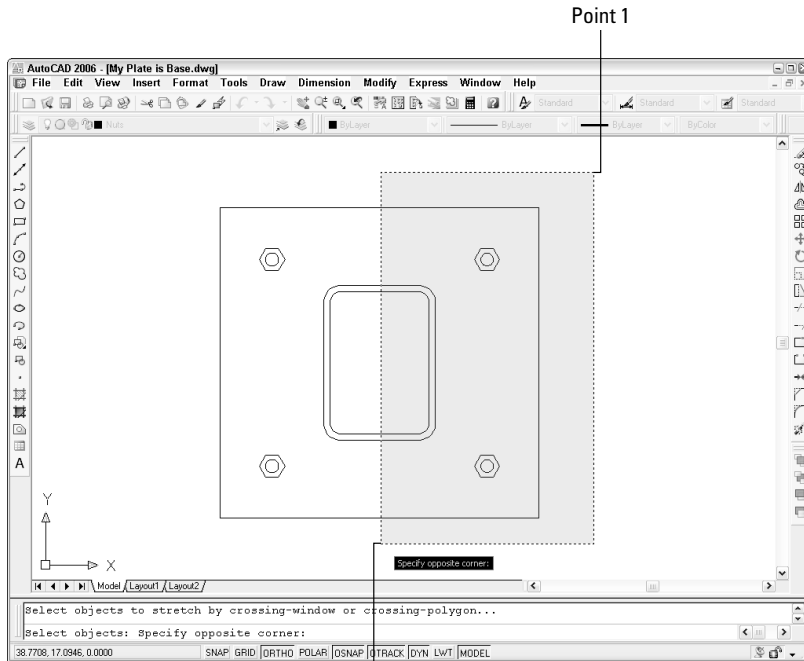 Point 1
AutoCAD 2006 - [My Plate is Base.dwg]
File Edit View Insert Format Tools Draw Dimension Modify Express Window Help
Standard Standard Standard
Nuts ByLayer ByLayer ByLayer ByColor
A
Y
X
Specify opposite corner:
Model Layout1 Layout2
Select objects to stretch by crossing-window or crossing-polygon...
Select objects: Specify opposite corner:
38.7708, 17.0946, 0.0000 SNAP GRID ORTHO POLAR OSNAP OTRACK DYN LWT MODEL